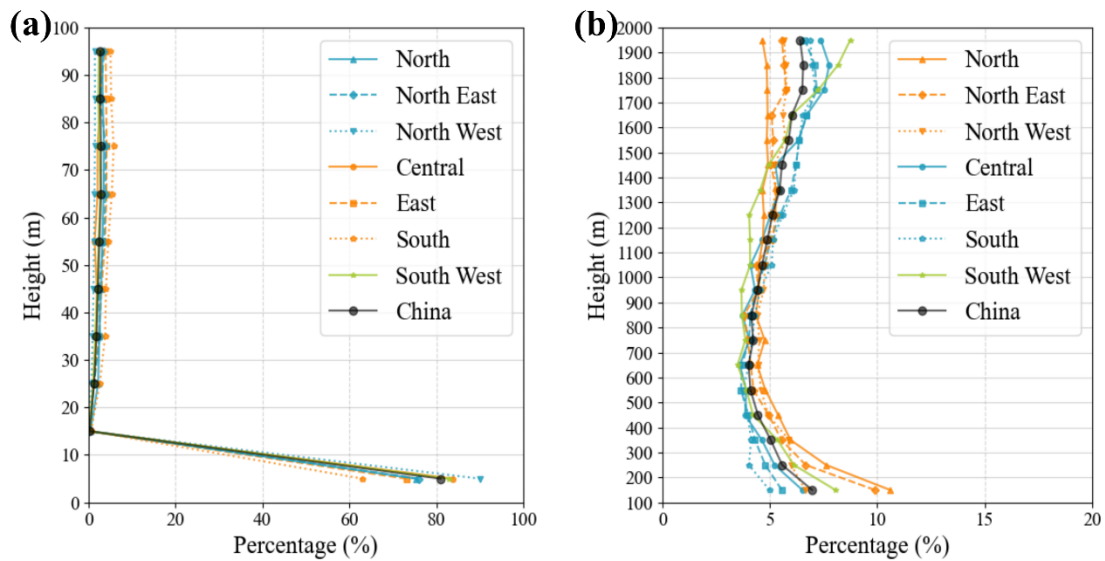 (a)
100
90
80
70
60
50
40
30
20
10
0
Height (m)
0 20 40 60 80 100
Percentage (%)
North
North East
North West
Central
East
South
South West
China
(b)
2000
1900
1800
1700
1600
1500
1400
1300
1200
1100
1000
900
800
700
600
500
400
300
200
100
Height (m)
0 5 10 15 20
Percentage (%)
North
North East
North West
Central
East
South
South West
China